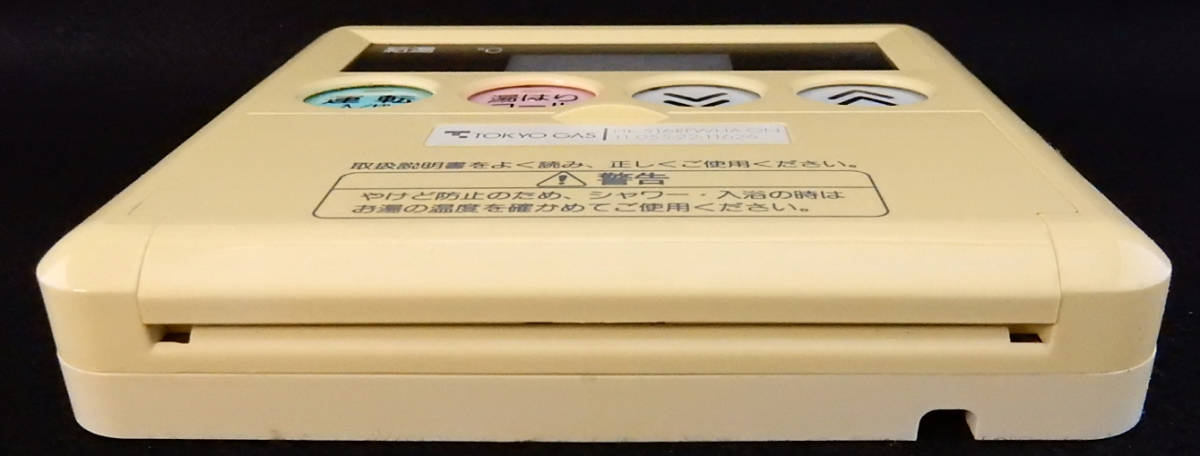 給湯 ℃
運転 湯はり
TOKYO GAS
取扱説明書をよく読み、正しくご使用ください。
警告
やけど防止のため、シャワー・入浴の時は
お湯の温度を確かめてご使用ください。